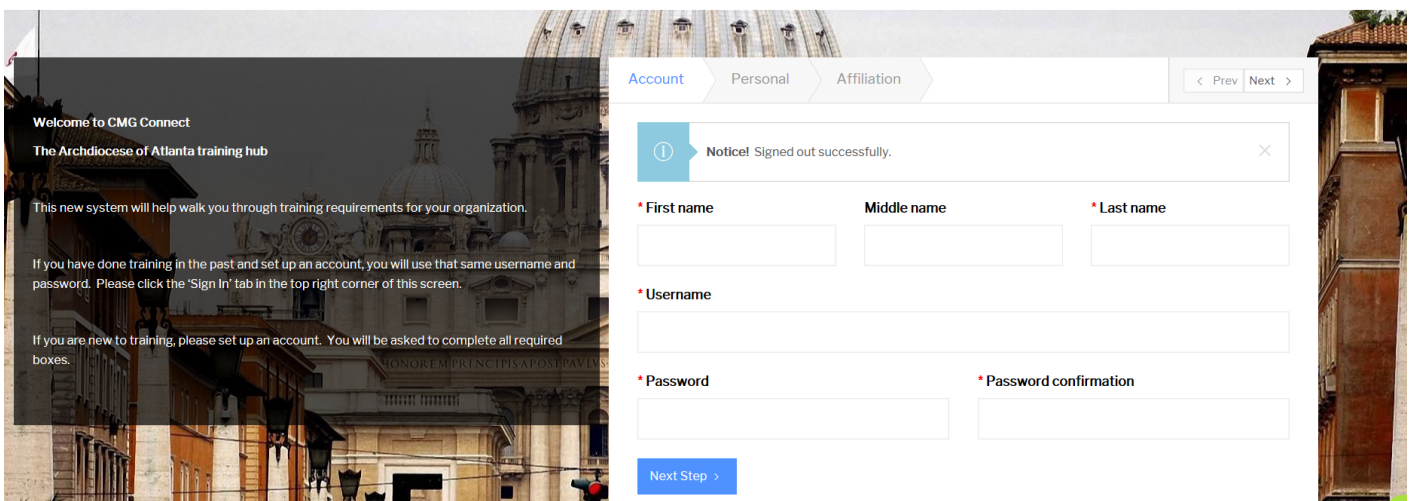 Welcome to CMG Connect
The Archdiocese of Atlanta training hub
This new system will help walk you through training requirements for your organization.
If you have done training in the past and set up an account, you will use that same username and
password. Please click the 'Sign In' tab in the top right corner of this screen.
If you are new to training, please set up an account. You will be asked to complete all required
boxes.
HONOREM PRINCIPIS APOST PAVLVS
Account Personal Affiliation
< Prev Next >
Notice! Signed out successfully.
* First name Middle name * Last name
* Username
* Password * Password confirmation
Next Step >